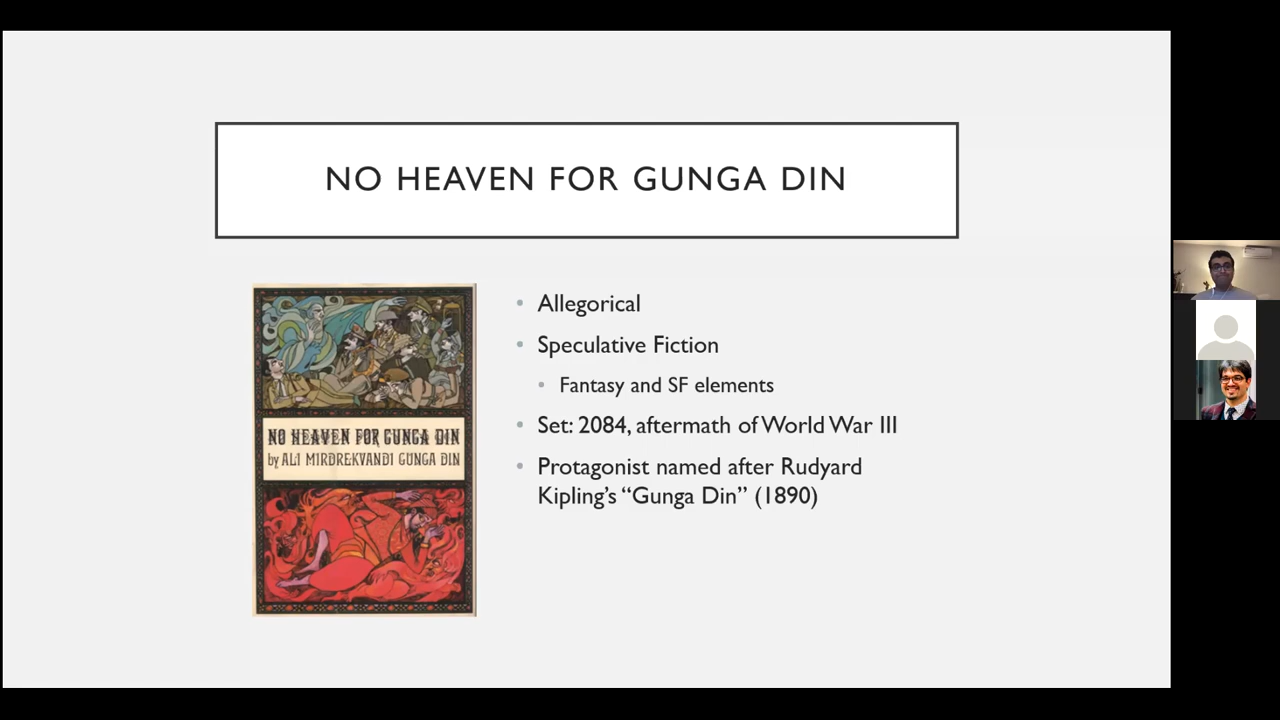 NO HEAVEN FOR GUNGA DIN
NO HEAVEN FOR GUNGA DIN
by ALI MIRDREKVANDI GUNGA DIN
• Allegorical
• Speculative Fiction
• Fantasy and SF elements
• Set: 2084, aftermath of World War III
• Protagonist named after Rudyard
Kipling’s “Gunga Din” (1890)